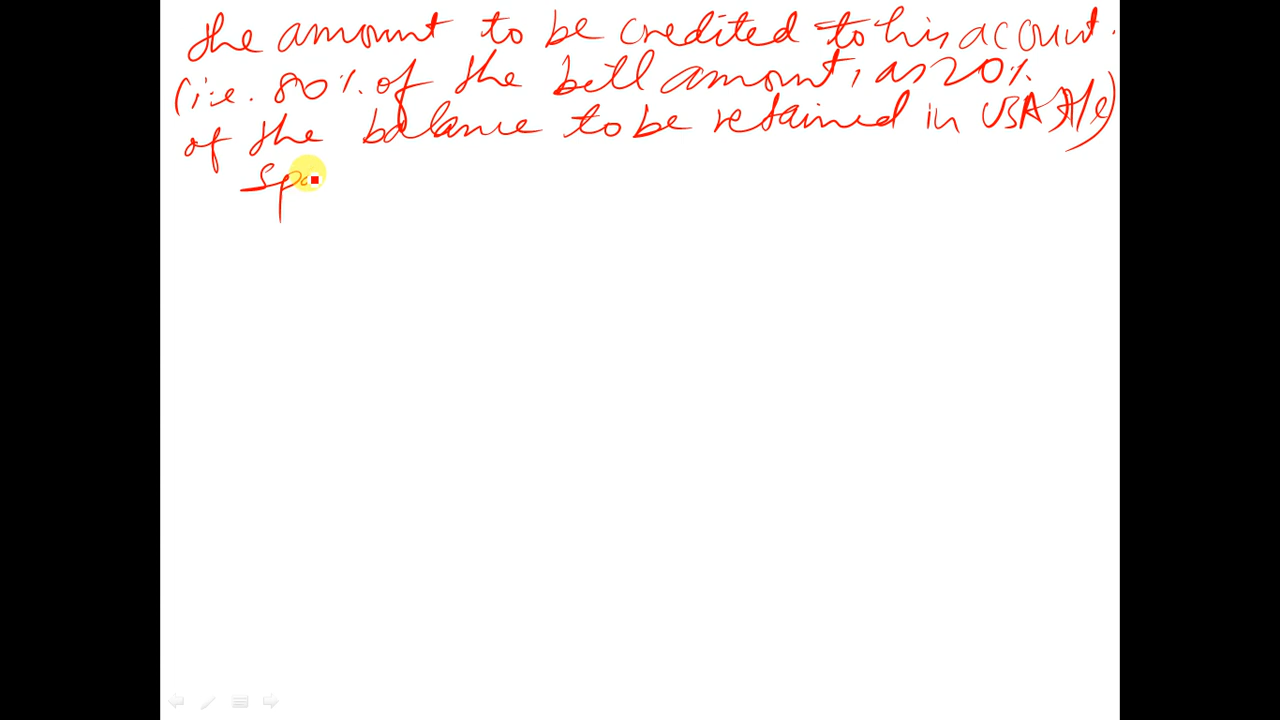 the amount to be credited to his account.
(i.e. 80% of the bill amount, as 20%
of the balance to be retained in USA A/c)
Sp